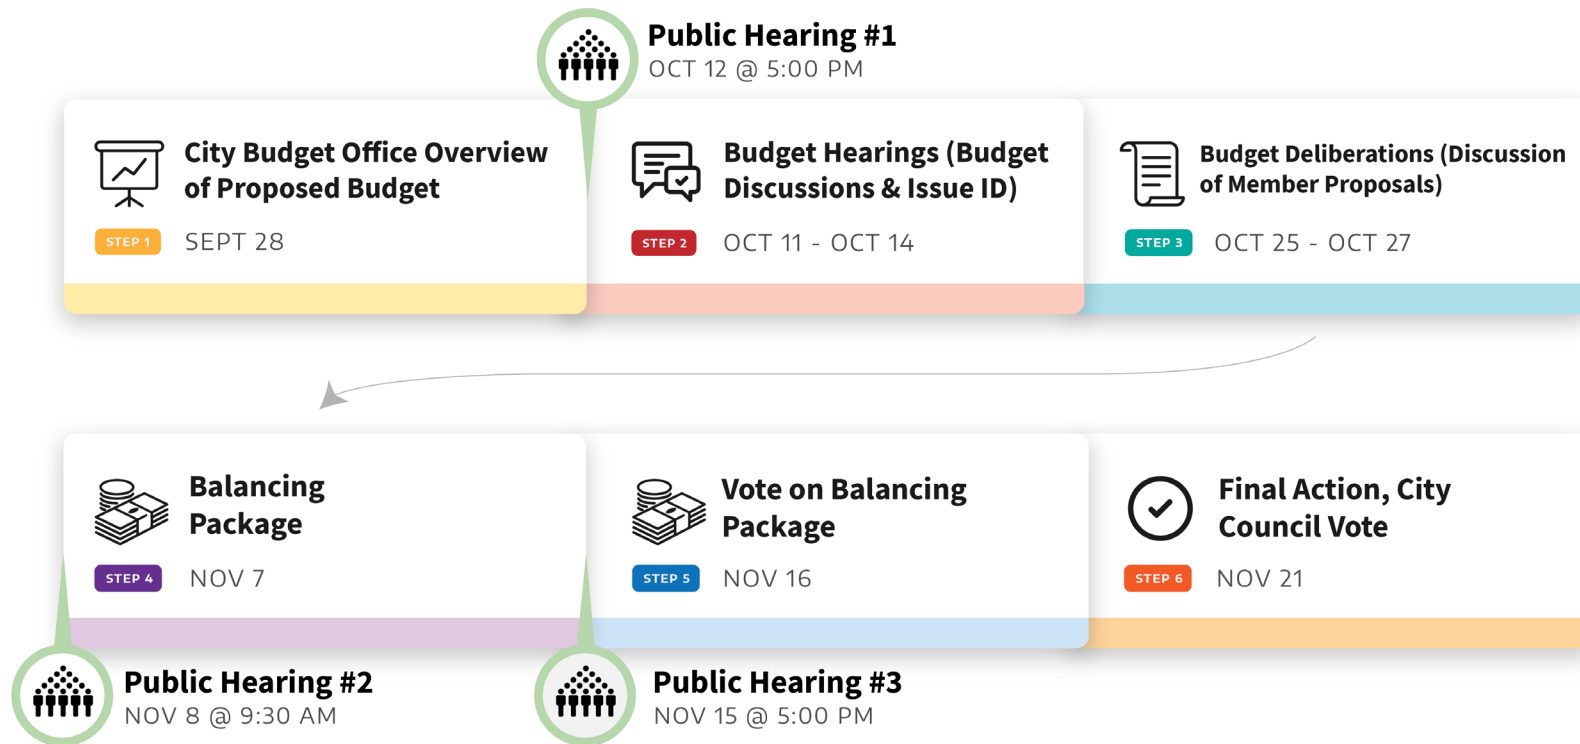 Public Hearing #1
OCT 12 @ 5:00 PM
City Budget Office Overview
of Proposed Budget
STEP 1
SEPT 28
Budget Hearings (Budget
Discussions & Issue ID)
STEP 2
OCT 11 - OCT 14
Budget Deliberations (Discussion
of Member Proposals)
STEP 3
OCT 25 - OCT 27
Balancing
Package
STEP 4
NOV 7
Vote on Balancing
Package
STEP 5
NOV 16
Final Action, City
Council Vote
STEP 6
NOV 21
Public Hearing #2
NOV 8 @ 9:30 AM
Public Hearing #3
NOV 15 @ 5:00 PM